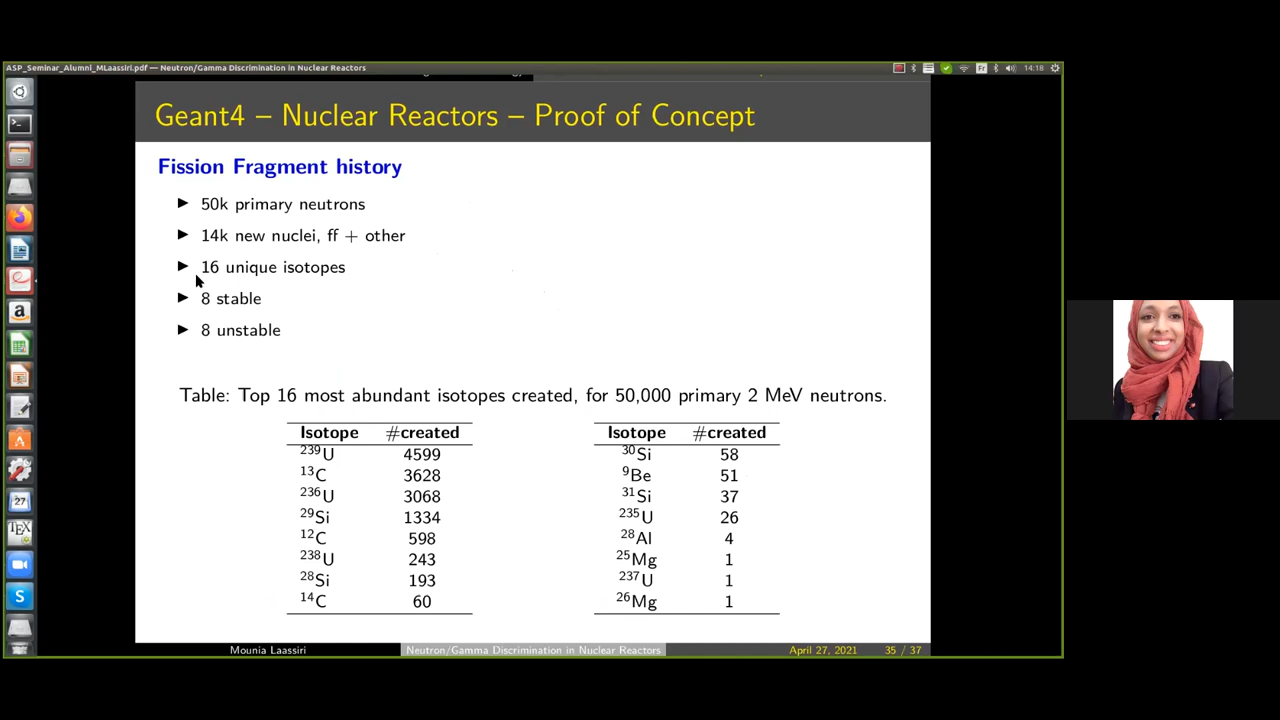 ASP_Seminar_Alumni_MLaassiri.pdf — Neutron/Gamma Discrimination in Nuclear Reactors
Fr
14:18
Geant4 – Nuclear Reactors – Proof of Concept
Fission Fragment history
▶ 50k primary neutrons
▶ 14k new nuclei, ff + other
▶ 16 unique isotopes
▶ 8 stable
▶ 8 unstable
Table: Top 16 most abundant isotopes created, for 50,000 primary 2 MeV neutrons.
Isotope #created
²³⁹U 4599
¹³C 3628
²³⁶U 3068
²⁹Si 1334
¹²C 598
²³⁸U 243
²⁸Si 193
¹⁴C 60
Isotope #created
³⁰Si 58
⁹Be 51
³¹Si 37
²³⁵U 26
²⁸Al 4
²⁵Mg 1
²³⁷U 1
²⁶Mg 1
Mounia Laassiri
Neutron/Gamma Discrimination in Nuclear Reactors
April 27, 2021
35 / 37
a
A
27
TEX
S